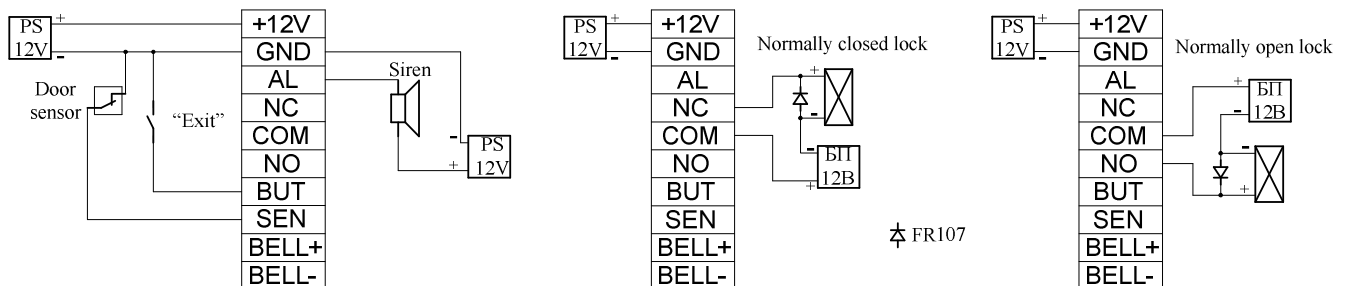 PS
12V
+
-
Door
sensor
“Exit”
+12V
GND
AL
NC
COM
NO
BUT
SEN
BELL+
BELL-
Siren
-
+
PS
12V
PS
12V
+
-
+12V
GND
AL
NC
COM
NO
BUT
SEN
BELL+
BELL-
Normally closed lock
+
-
-
БП
12В
+
FR107
PS
12V
+
-
+12V
GND
AL
NC
COM
NO
BUT
SEN
BELL+
BELL-
Normally open lock
+
-
БП
12В
-
+